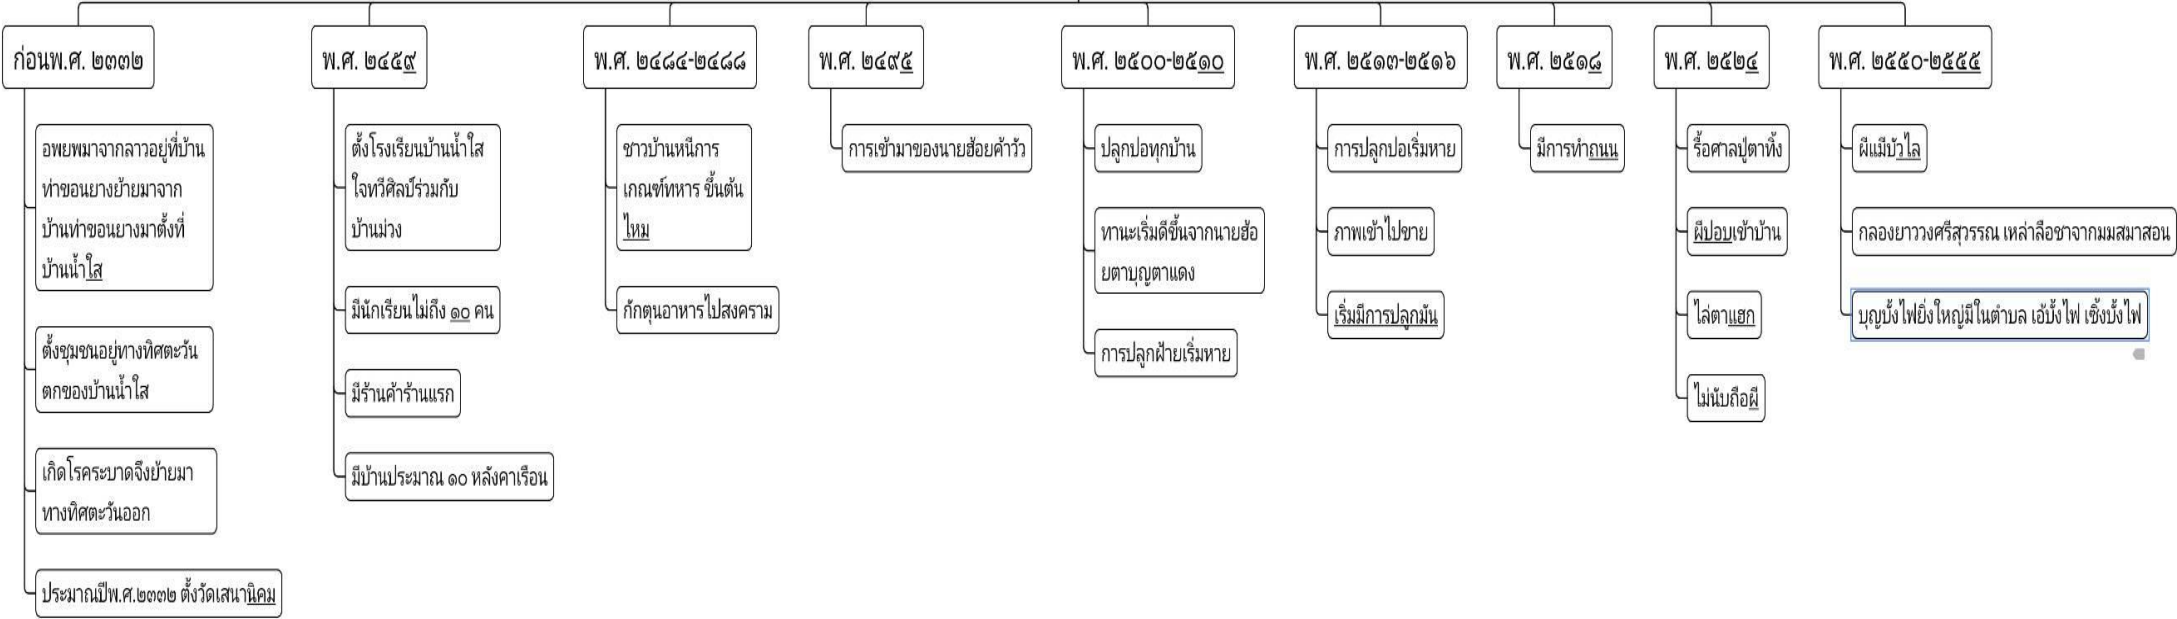 ก่อนพ.ศ. ๒๓๓๒
อพยพมาจากลาวอยู่ที่บ้าน
ท่าขอนยางย้ายมาจาก
บ้านท่าขอนยางมาตั้งที่
บ้านน้ำใส
ตั้งชุมชนอยู่ทางทิศตะวัน
ตกของบ้านน้ำใส
เกิดโรคระบาดจึงย้ายมา
ทางทิศตะวันออก
ประมาณปีพ.ศ.๒๓๓๒ ตั้งวัดเสนานิคม
พ.ศ. ๒๔๕๙
ตั้งโรงเรียนบ้านน้ำใส
ใจทวีศิลป์ร่วมกับ
บ้านม่วง
มีนักเรียนไม่ถึง ๑๐ คน
มีร้านค้าร้านแรก
มีบ้านประมาณ ๑๐ หลังคาเรือน
พ.ศ. ๒๔๘๔-๒๔๘๘
ชาวบ้านหนีการ
เกณฑ์ทหาร ขึ้นต้น
ไหม
กักตุนอาหารไปสงคราม
พ.ศ. ๒๔๙๕
การเข้ามาของนายฮ้อยค้าวัว
พ.ศ. ๒๕๐๐-๒๕๑๐
ปลูกปอทุกบ้าน
ทานะเริ่มดีขึ้นจากนายฮ้อ
ยตาบุญตาแดง
การปลูกฝ้ายเริ่มหาย
พ.ศ. ๒๕๑๓-๒๕๑๖
การปลูกปอเริ่มหาย
ภาพเข้าไปขาย
เริ่มมีการปลูกมัน
พ.ศ. ๒๕๑๘
มีการทำถนน
พ.ศ. ๒๕๒๔
รื้อศาลปู่ตาทิ้ง
ผีปอบเข้าบ้าน
ไล่ตาแฮก
ไม่นับถือผี
พ.ศ. ๒๕๕๐-๒๕๕๕
ผีแม่บัวไล
กลองยาววงศรีสุวรรณ เหล่าลือชาจากมมสมาสอน
บุญบั้งไฟยิ่งใหญ่มีในตำบล เอ้บั้งไฟ เซิ้งบั้งไฟ